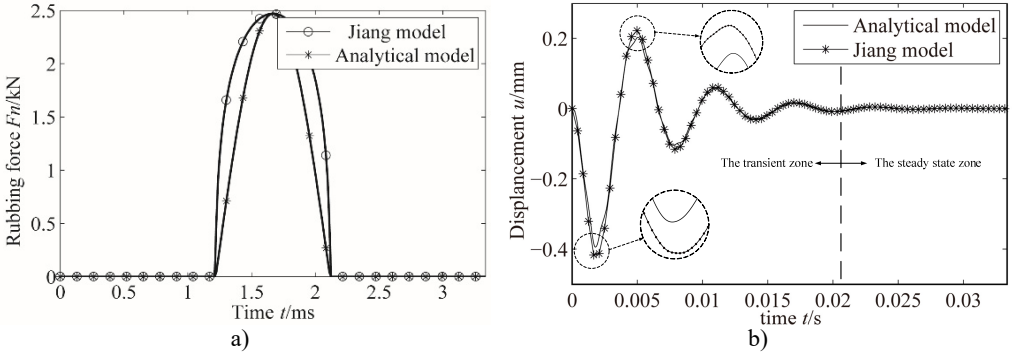 Rubbing force Fn/kN
2.5
2
1.5
1
0.5
0
Jiang model
Analytical model
0 0.5 1 1.5 2 2.5 3
Time t/ms
a)
Displancement u/mm
0.2
0
−0.2
−0.4
Analytical model
Jiang model
The transient zone
The steady state zone
0 0.005 0.01 0.015 0.02 0.025 0.03
time t/s
b)